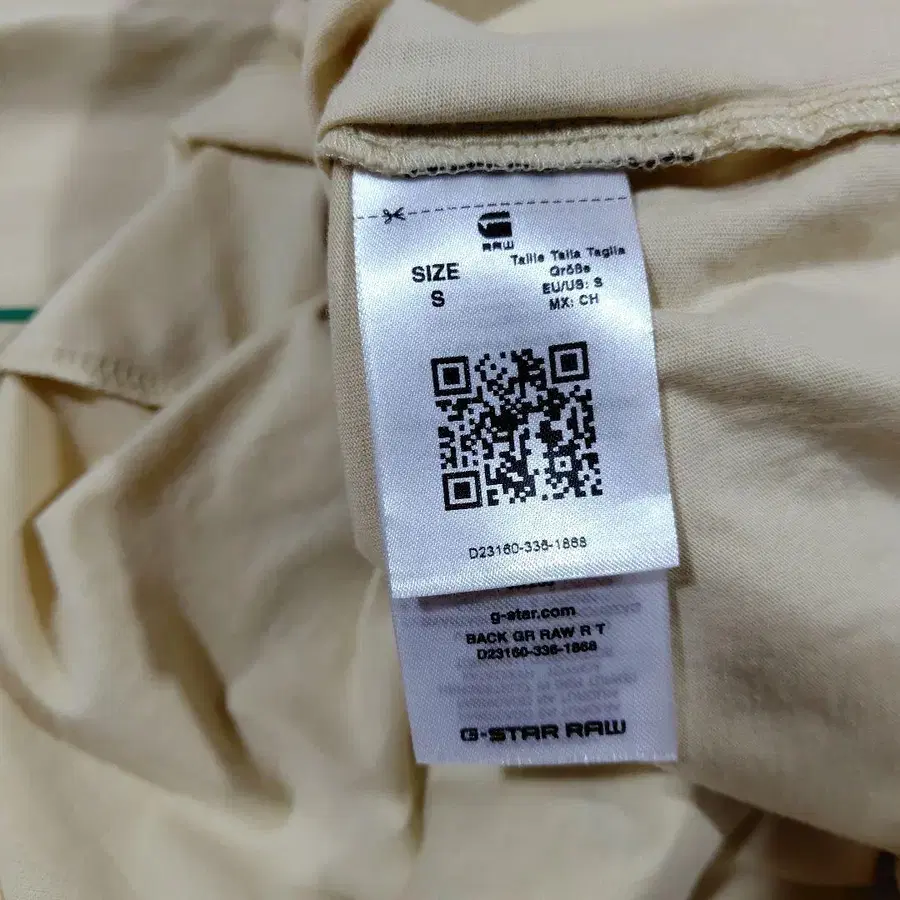 RAW
SIZE
S
Taille Talla Taglia
Größe
EU/US: S
MX: CH
D23160-336-1868
g-star.com
BACK GR RAW R T
D23160-336-1868
G-STAR RAW